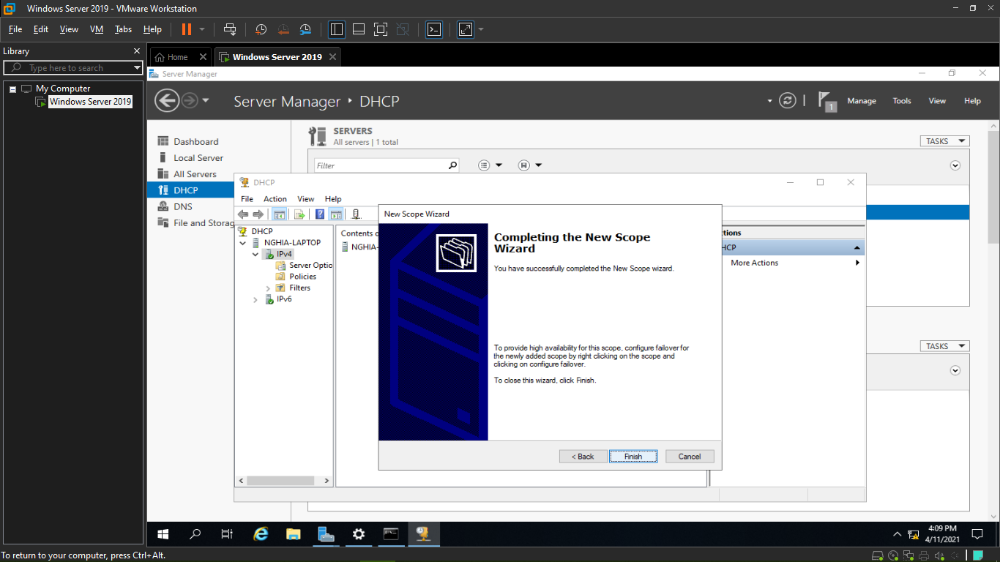 Windows Server 2019 - VMware Workstation
File Edit View VM Tabs Help
Library
Type here to search
My Computer
Windows Server 2019
Home
Windows Server 2019
Server Manager
Server Manager DHCP
1
Manage Tools View Help
Dashboard
Local Server
All Servers
DHCP
DNS
File and Storag
SERVERS
All servers | 1 total
TASKS
Filter
DHCP
File Action View Help
DHCP
NGHIA-LAPTOP
IPv4
Server Optio
Policies
Filters
IPv6
Contents o
NGHIA-
New Scope Wizard
Completing the New Scope
Wizard
You have successfully completed the New Scope wizard.
To provide high availability for this scope, configure failover for
the newly added scope by right clicking on the scope and
clicking on configure failover.
To close this wizard, click Finish.
< Back Finish Cancel
ctions
HCP
More Actions
TASKS
4:09 PM
4/11/2021
To return to your computer, press Ctrl+Alt.